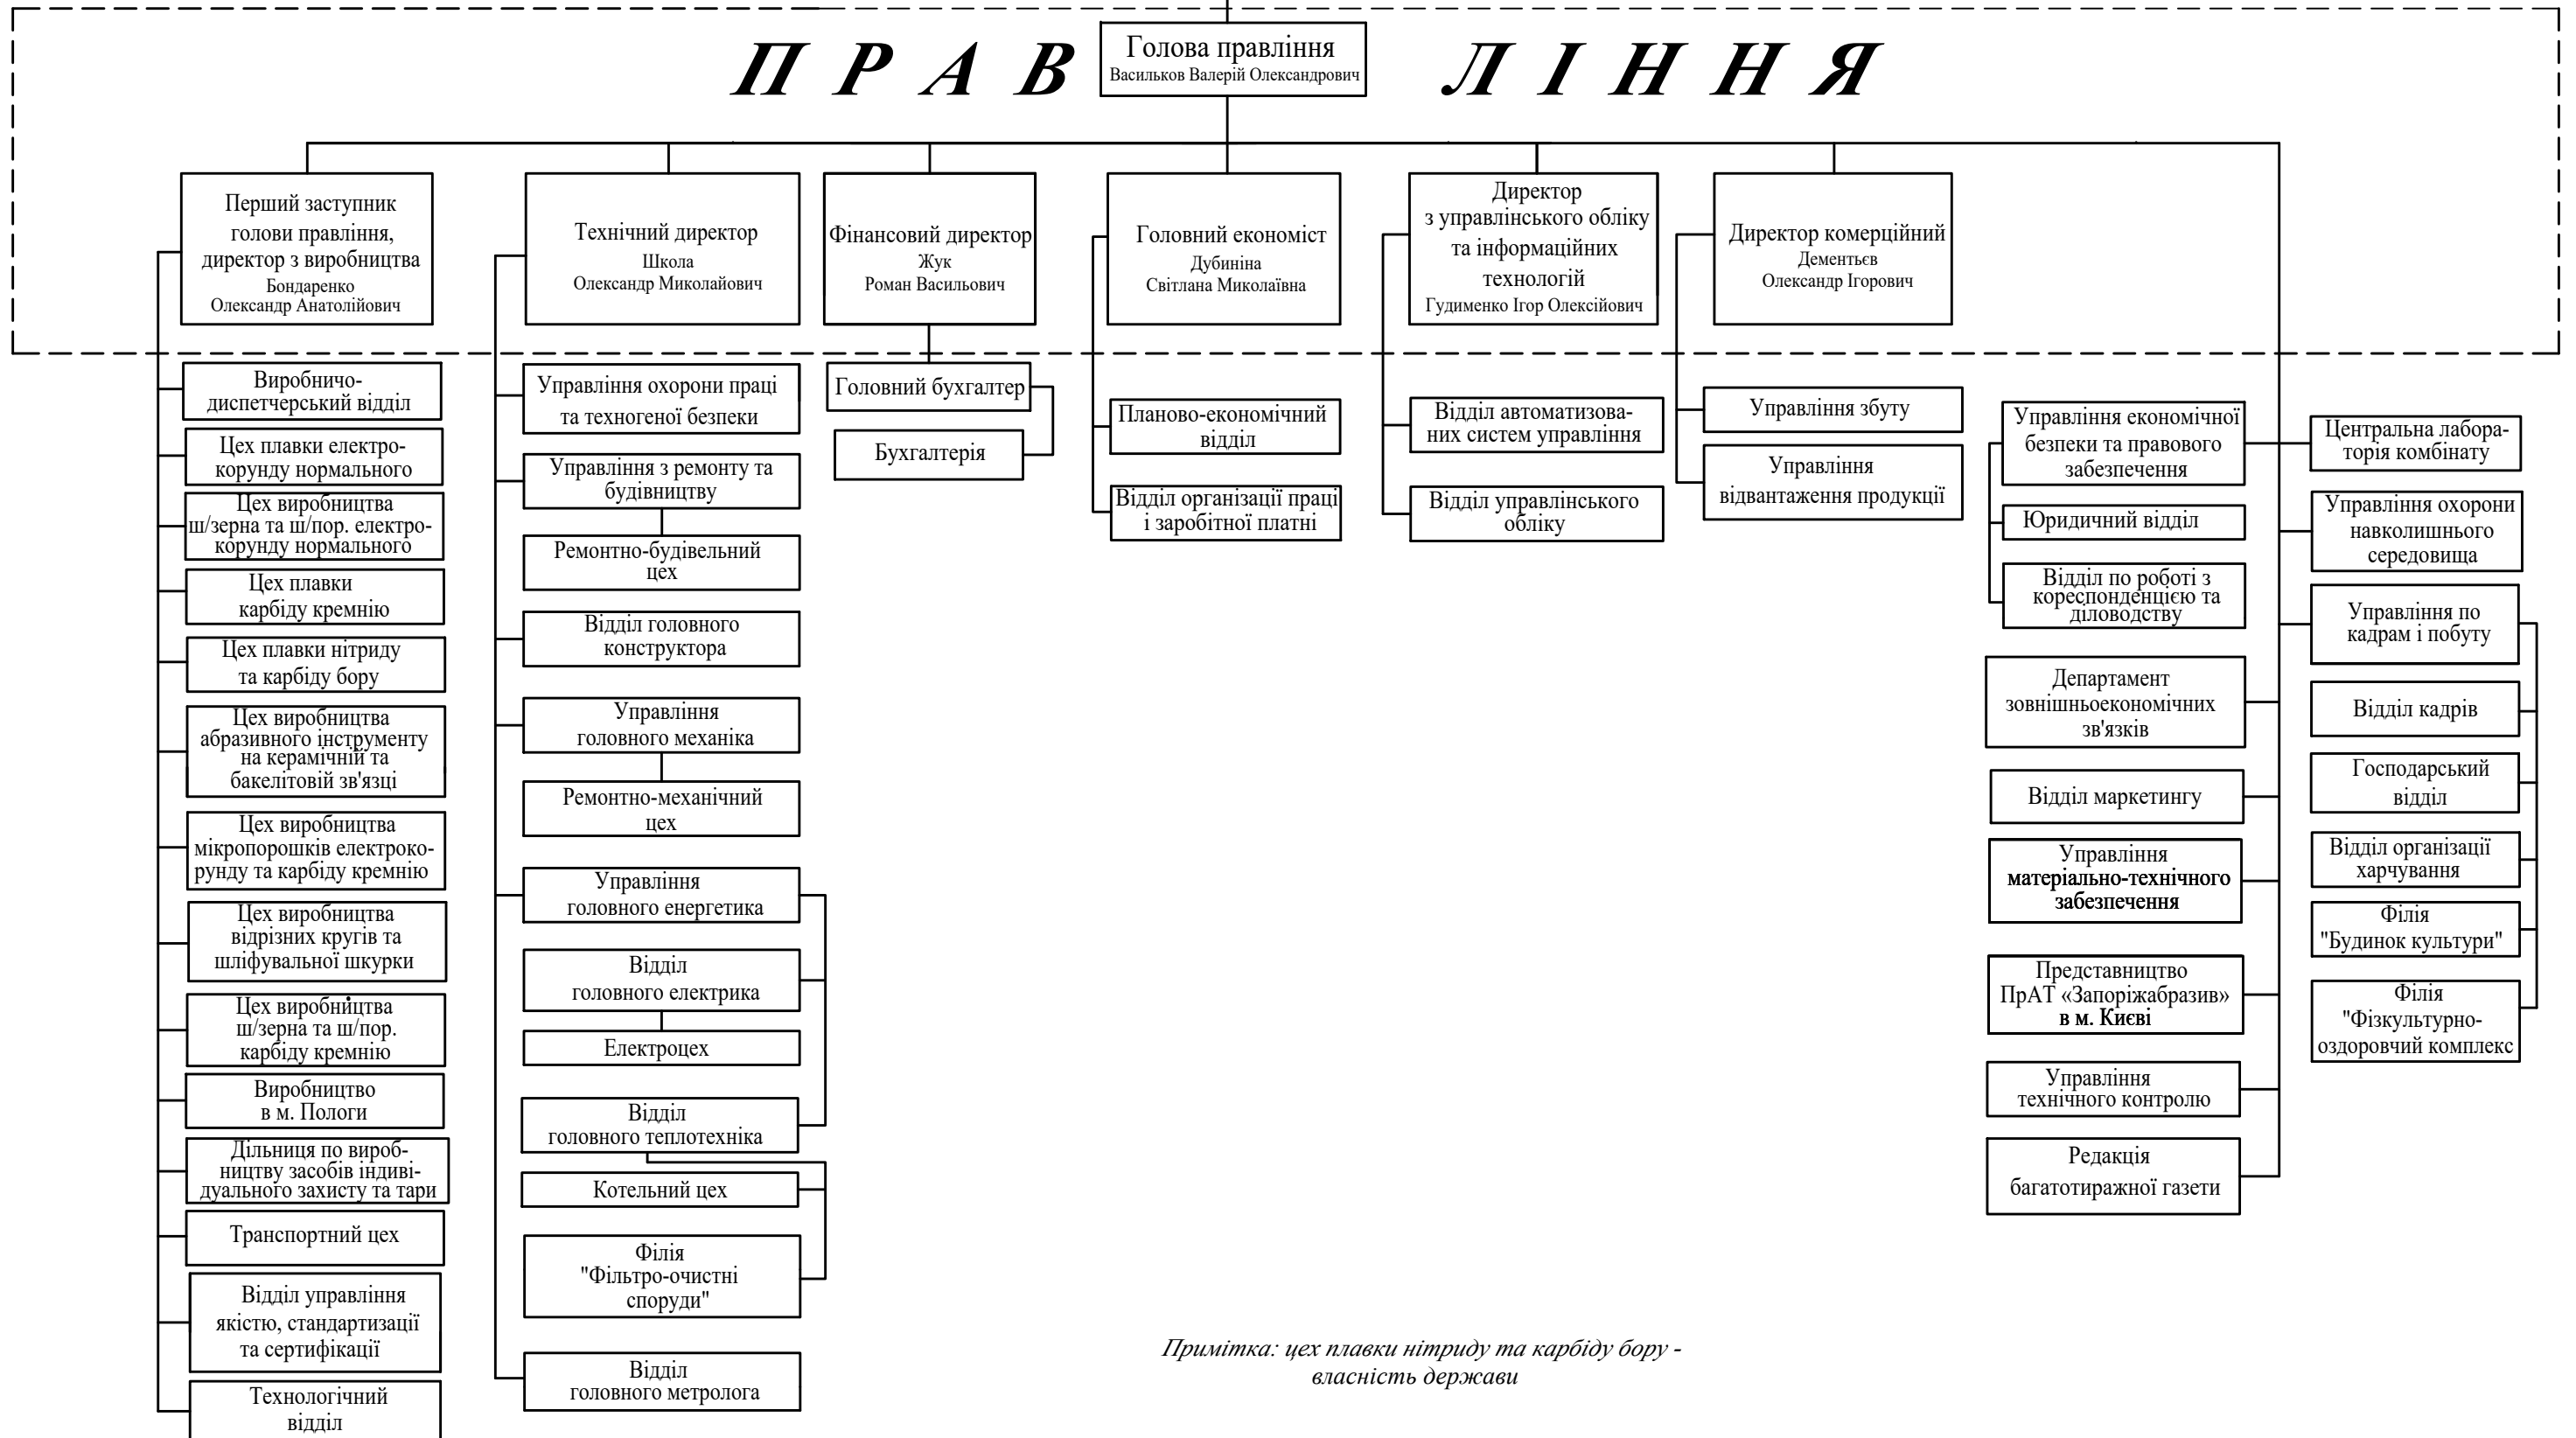 П Р А В Л І Н Н Я
Голова правління
Васильков Валерій Олександрович
Перший заступник
голови правління,
директор з виробництва
Бондаренко
Олександр Анатолійович
Технічний директор
Школа
Олександр Миколайович
Фінансовий директор
Жук
Роман Васильович
Головний економіст
Дубиніна
Світлана Миколаївна
Директор
з управлінського обліку
та інформаційних
технологій
Гудименко Ігор Олексійович
Директор комерційний
Дементьєв
Олександр Ігорович
Виробничо-
диспетчерський відділ
Цех плавки електро-
корунду нормального
Цех виробництва
ш/зерна та ш/пор. електро-
корунду нормального
Цех плавки
карбіду кремнію
Цех плавки нітриду
та карбіду бору
Цех виробництва
абразивного інструменту
на керамічній та
бакелітовій зв'язці
Цех виробництва
мікропорошків електроко-
рунду та карбіду кремнію
Цех виробництва
відрізних кругів та
шліфувальної шкурки
Цех виробництва
ш/зерна та ш/пор.
карбіду кремнію
Виробництво
в м. Пологи
Дільниця по вироб-
ництву засобів індиві-
дуального захисту та тари
Транспортний цех
Відділ управління
якістю, стандартизації
та сертифікації
Технологічний
відділ
Управління охорони праці
та техногеної безпеки
Управління з ремонту та
будівництву
Ремонтно-будівельний
цех
Відділ головного
конструктора
Управління
головного механіка
Ремонтно-механічний
цех
Управління
головного енергетика
Відділ
головного електрика
Електроцех
Відділ
головного теплотехніка
Котельний цех
Філія
"Фільтро-очистні
споруди"
Відділ
головного метролога
Головний бухгалтер
Бухгалтерія
Планово-економічний
відділ
Відділ організації праці
і заробітної платні
Відділ автоматизова-
них систем управління
Відділ управлінського
обліку
Управління збуту
Управління
відвантаження продукції
Управління економічної
безпеки та правового
забезпечення
Юридичний відділ
Відділ по роботі з
кореспонденцією та
діловодству
Департамент
зовнішньоекономічних
зв'язків
Відділ маркетингу
Управління
матеріально-технічного
забезпечення
Представництво
ПрАТ «Запоріжабразив»
в м. Києві
Управління
технічного контролю
Редакція
багатотиражної газети
Центральна лабора-
торія комбінату
Управління охорони
навколишнього
середовища
Управління по
кадрам і побуту
Відділ кадрів
Господарський
відділ
Відділ організації
харчування
Філія
"Будинок культури"
Філія
"Фізкультурно-
оздоровчий комплекс
Примітка: цех плавки нітриду та карбіду бору -
власність держави